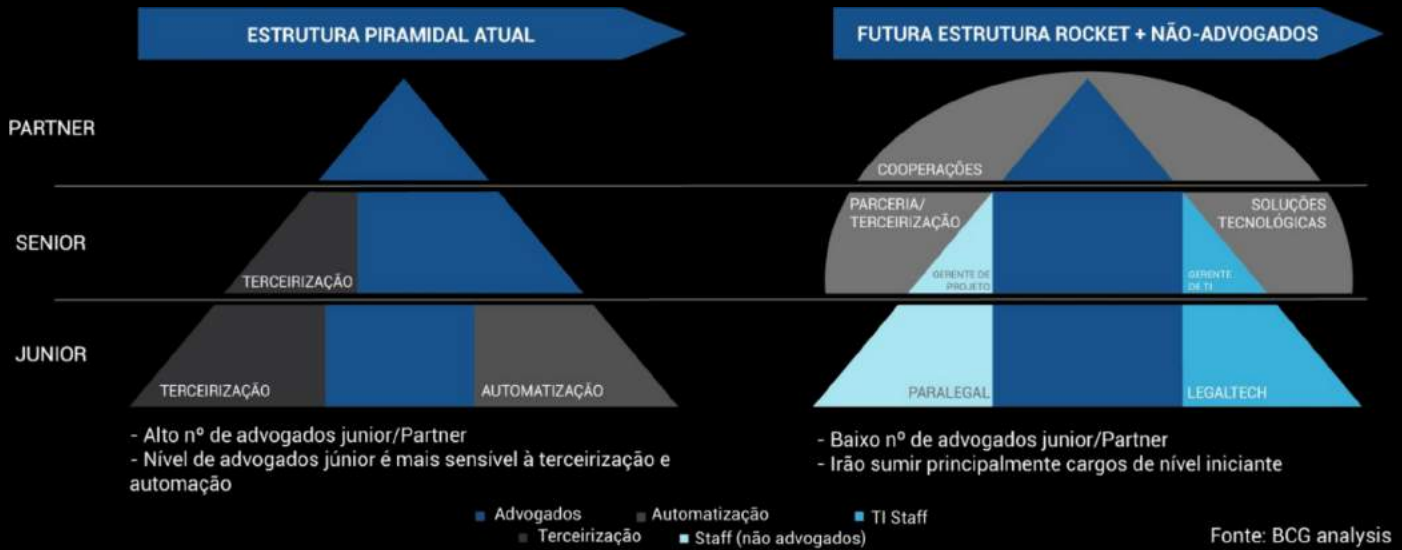 ESTRUTURA PIRAMIDAL ATUAL
FUTURA ESTRUTURA ROCKET + NÃO-ADVOGADOS
PARTNER
COOPERAÇÕES
SENIOR
TERCEIRIZAÇÃO
PARCERIA/
TERCEIRIZAÇÃO
SOLUÇÕES
TECNOLÓGICAS
GERENTE DE
PROJETO
GERENTE
DE TI
JUNIOR
TERCEIRIZAÇÃO
AUTOMATIZAÇÃO
PARALEGAL
LEGALTECH
- Alto nº de advogados junior/Partner
- Nível de advogados júnior é mais sensível à terceirização e
automação
- Baixo nº de advogados junior/Partner
- Irão sumir principalmente cargos de nível iniciante
Advogados
Automatização
TI Staff
Terceirização
Staff (não advogados)
Fonte: BCG analysis